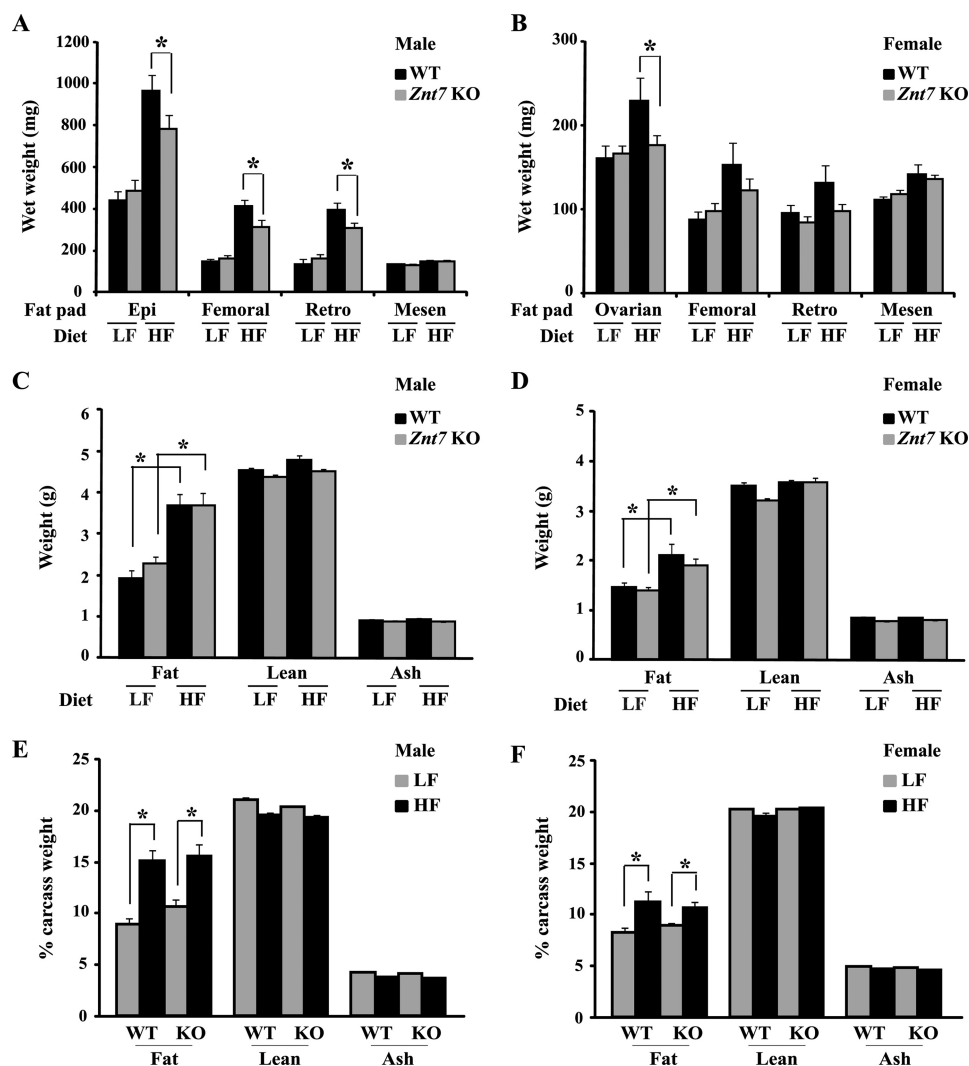 A
Male
WT
Znt7 KO
Wet weight (mg)
1200
1000
800
600
400
200
0
*
*
*
Fat pad Epi Femoral Retro Mesen
Diet LF HF LF HF LF HF LF HF
B
Female
WT
Znt7 KO
Wet weight (mg)
300
200
100
0
*
Fat pad Ovarian Femoral Retro Mesen
Diet LF HF LF HF LF HF LF HF
C
Male
WT
Znt7 KO
Weight (g)
6
5
4
3
2
1
0
*
*
Fat Lean Ash
Diet LF HF LF HF LF HF
D
Female
WT
Znt7 KO
Weight (g)
5
4
3
2
1
0
*
*
Fat Lean Ash
Diet LF HF LF HF LF HF
E
Male
LF
HF
% carcass weight
25
20
15
10
5
0
*
*
WT KO WT KO WT KO
Fat Lean Ash
F
Female
LF
HF
% carcass weight
25
20
15
10
5
0
*
*
WT KO WT KO WT KO
Fat Lean Ash